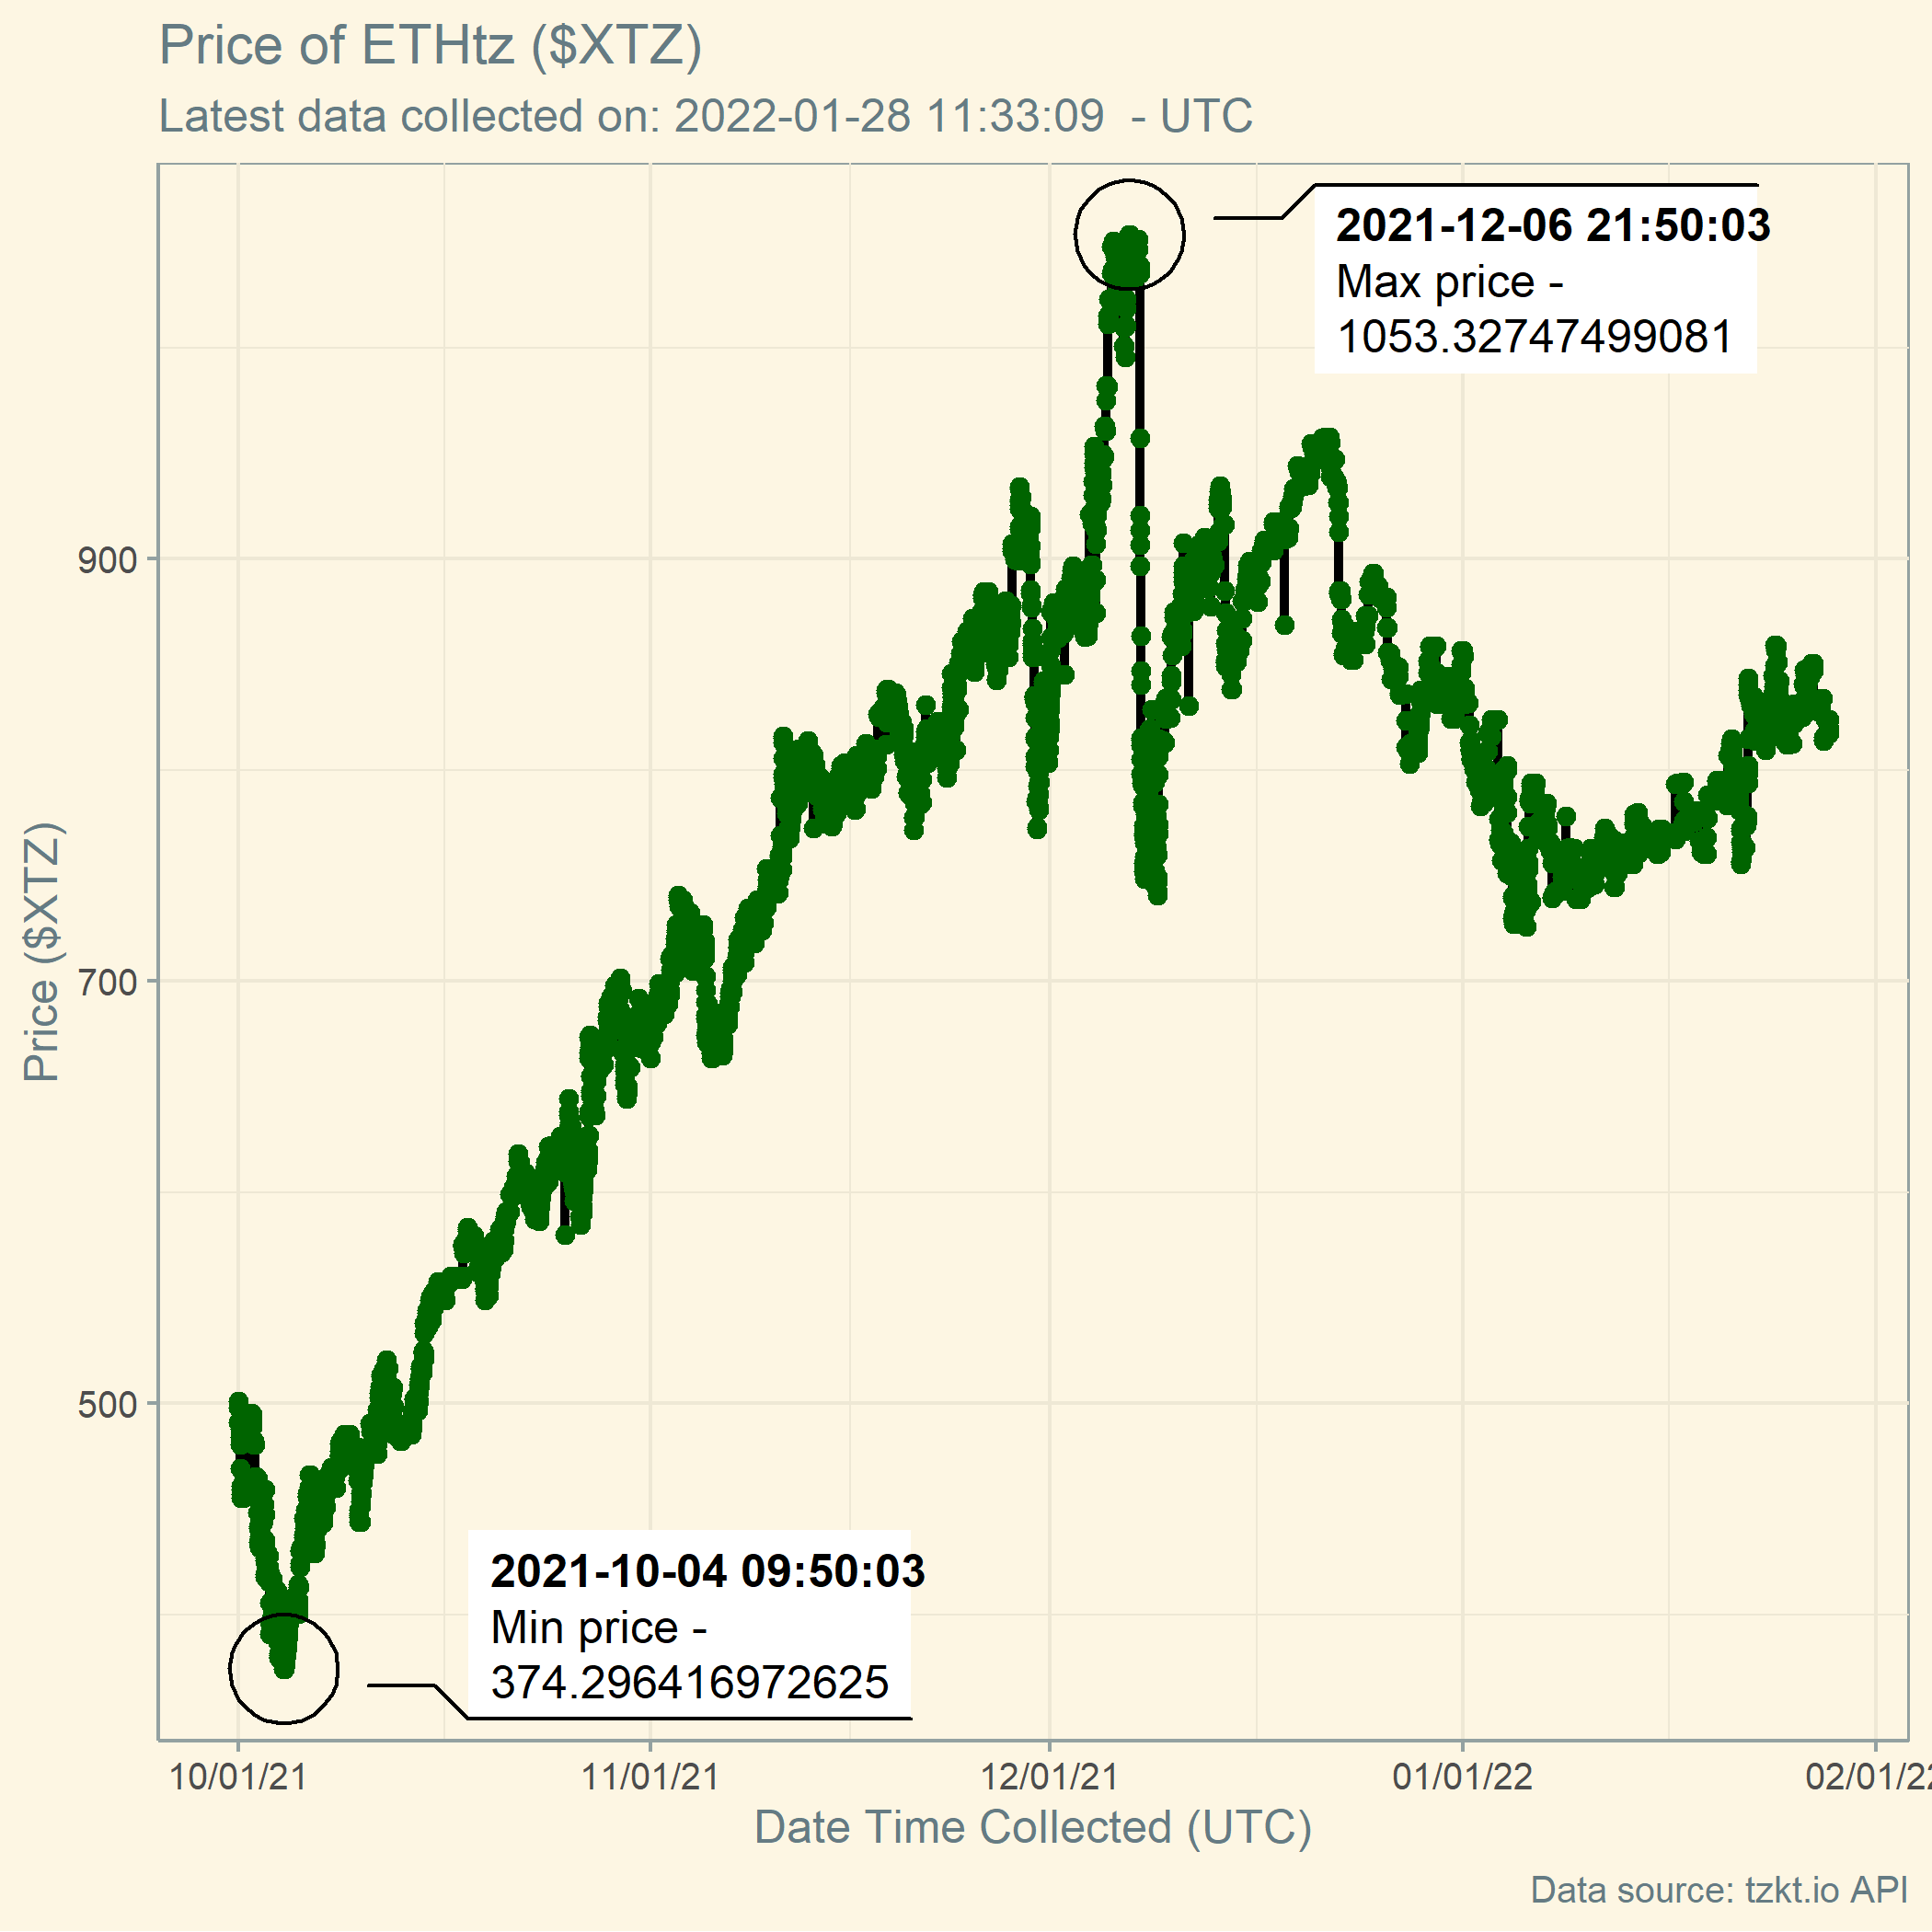 Price of ETHtz ($XTZ)
Latest data collected on: 2022-01-28 11:33:09  - UTC
2021-12-06 21:50:03
Max price -
1053.32747499081
900
Price ($XTZ)
700
500
2021-10-04 09:50:03
Min price -
374.296416972625
10/01/21
11/01/21
12/01/21
01/01/22
02/01/22
Date Time Collected (UTC)
Data source: tzkt.io API